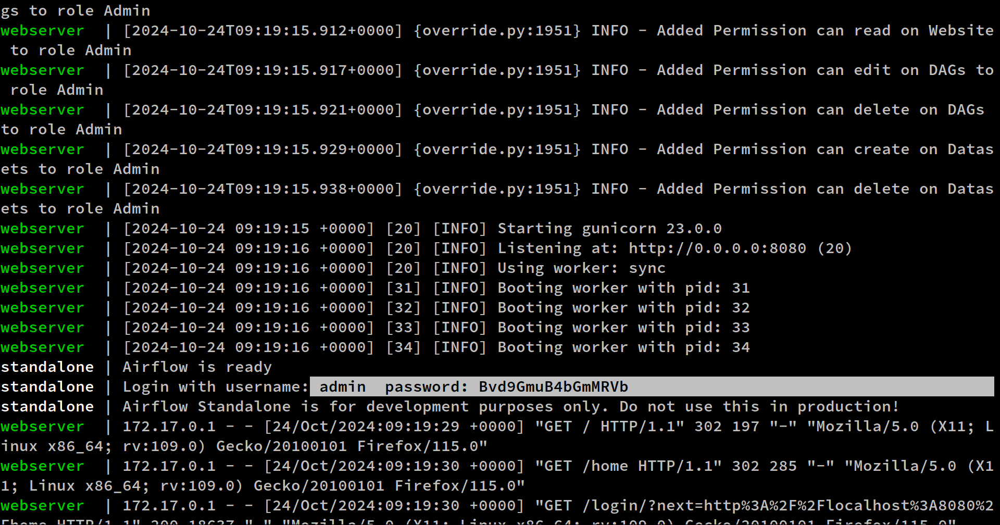 gs to role Admin
webserver  | [2024-10-24T09:19:15.912+0000] {override.py:1951} INFO - Added Permission can read on Website
 to role Admin
webserver  | [2024-10-24T09:19:15.917+0000] {override.py:1951} INFO - Added Permission can edit on DAGs to
 role Admin
webserver  | [2024-10-24T09:19:15.921+0000] {override.py:1951} INFO - Added Permission can delete on DAGs
to role Admin
webserver  | [2024-10-24T09:19:15.929+0000] {override.py:1951} INFO - Added Permission can create on Datas
ets to role Admin
webserver  | [2024-10-24T09:19:15.938+0000] {override.py:1951} INFO - Added Permission can delete on Datas
ets to role Admin
webserver  | [2024-10-24 09:19:15 +0000] [20] [INFO] Starting gunicorn 23.0.0
webserver  | [2024-10-24 09:19:16 +0000] [20] [INFO] Listening at: http://0.0.0.0:8080 (20)
webserver  | [2024-10-24 09:19:16 +0000] [20] [INFO] Using worker: sync
webserver  | [2024-10-24 09:19:16 +0000] [31] [INFO] Booting worker with pid: 31
webserver  | [2024-10-24 09:19:16 +0000] [32] [INFO] Booting worker with pid: 32
webserver  | [2024-10-24 09:19:16 +0000] [33] [INFO] Booting worker with pid: 33
webserver  | [2024-10-24 09:19:16 +0000] [34] [INFO] Booting worker with pid: 34
standalone | Airflow is ready
standalone | Login with username: admin  password: Bvd9GmuB4bGmMRVb
standalone | Airflow Standalone is for development purposes only. Do not use this in production!
webserver  | 172.17.0.1 - - [24/Oct/2024:09:19:29 +0000] "GET / HTTP/1.1" 302 197 "-" "Mozilla/5.0 (X11; L
inux x86_64; rv:109.0) Gecko/20100101 Firefox/115.0"
webserver  | 172.17.0.1 - - [24/Oct/2024:09:19:30 +0000] "GET /home HTTP/1.1" 302 285 "-" "Mozilla/5.0 (X1
1; Linux x86_64; rv:109.0) Gecko/20100101 Firefox/115.0"
webserver  | 172.17.0.1 - - [24/Oct/2024:09:19:30 +0000] "GET /login/?next=http%3A%2F%2Flocalhost%3A8080%2
Fhome HTTP/1.1" 200 18637 "-" "Mozilla/5.0 (X11; Linux x86_64; rv:109.0) Gecko/20100101 Firefox/115.0"